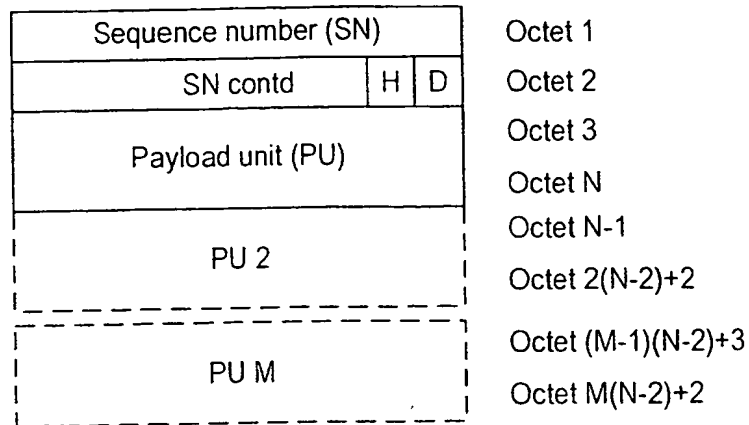 Sequence number (SN) Octet 1
SN contd H D Octet 2
Octet 3
Payload unit (PU)
Octet N
Octet N-1
PU 2
Octet 2(N-2)+2
Octet (M-1)(N-2)+3
PU M
Octet M(N-2)+2